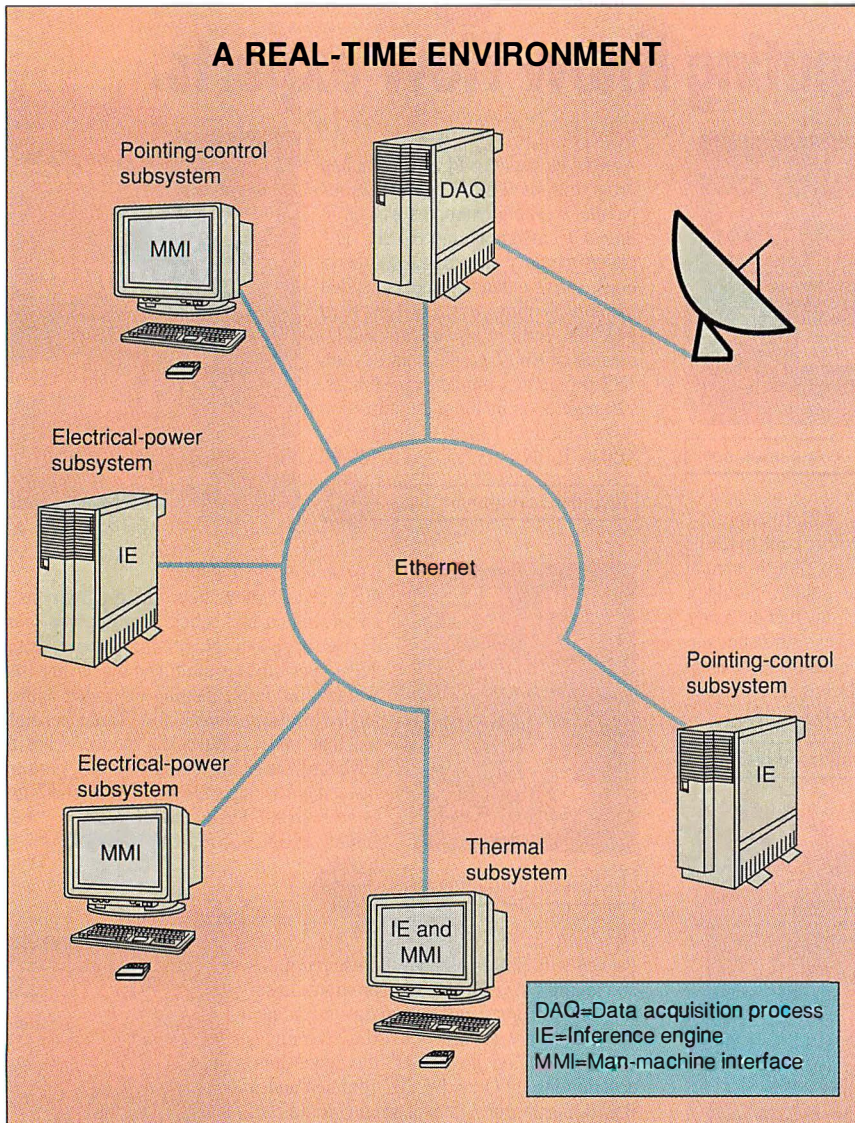 A REAL-TIME ENVIRONMENT
Pointing-control
subsystem
MMI
DAQ
Electrical-power
subsystem
IE
Ethernet
Pointing-control
subsystem
IE
Electrical-power
subsystem
MMI
Thermal
subsystem
IE and
MMI
DAQ=Data acquisition process
IE=Inference engine
MMI=Man-machine interface